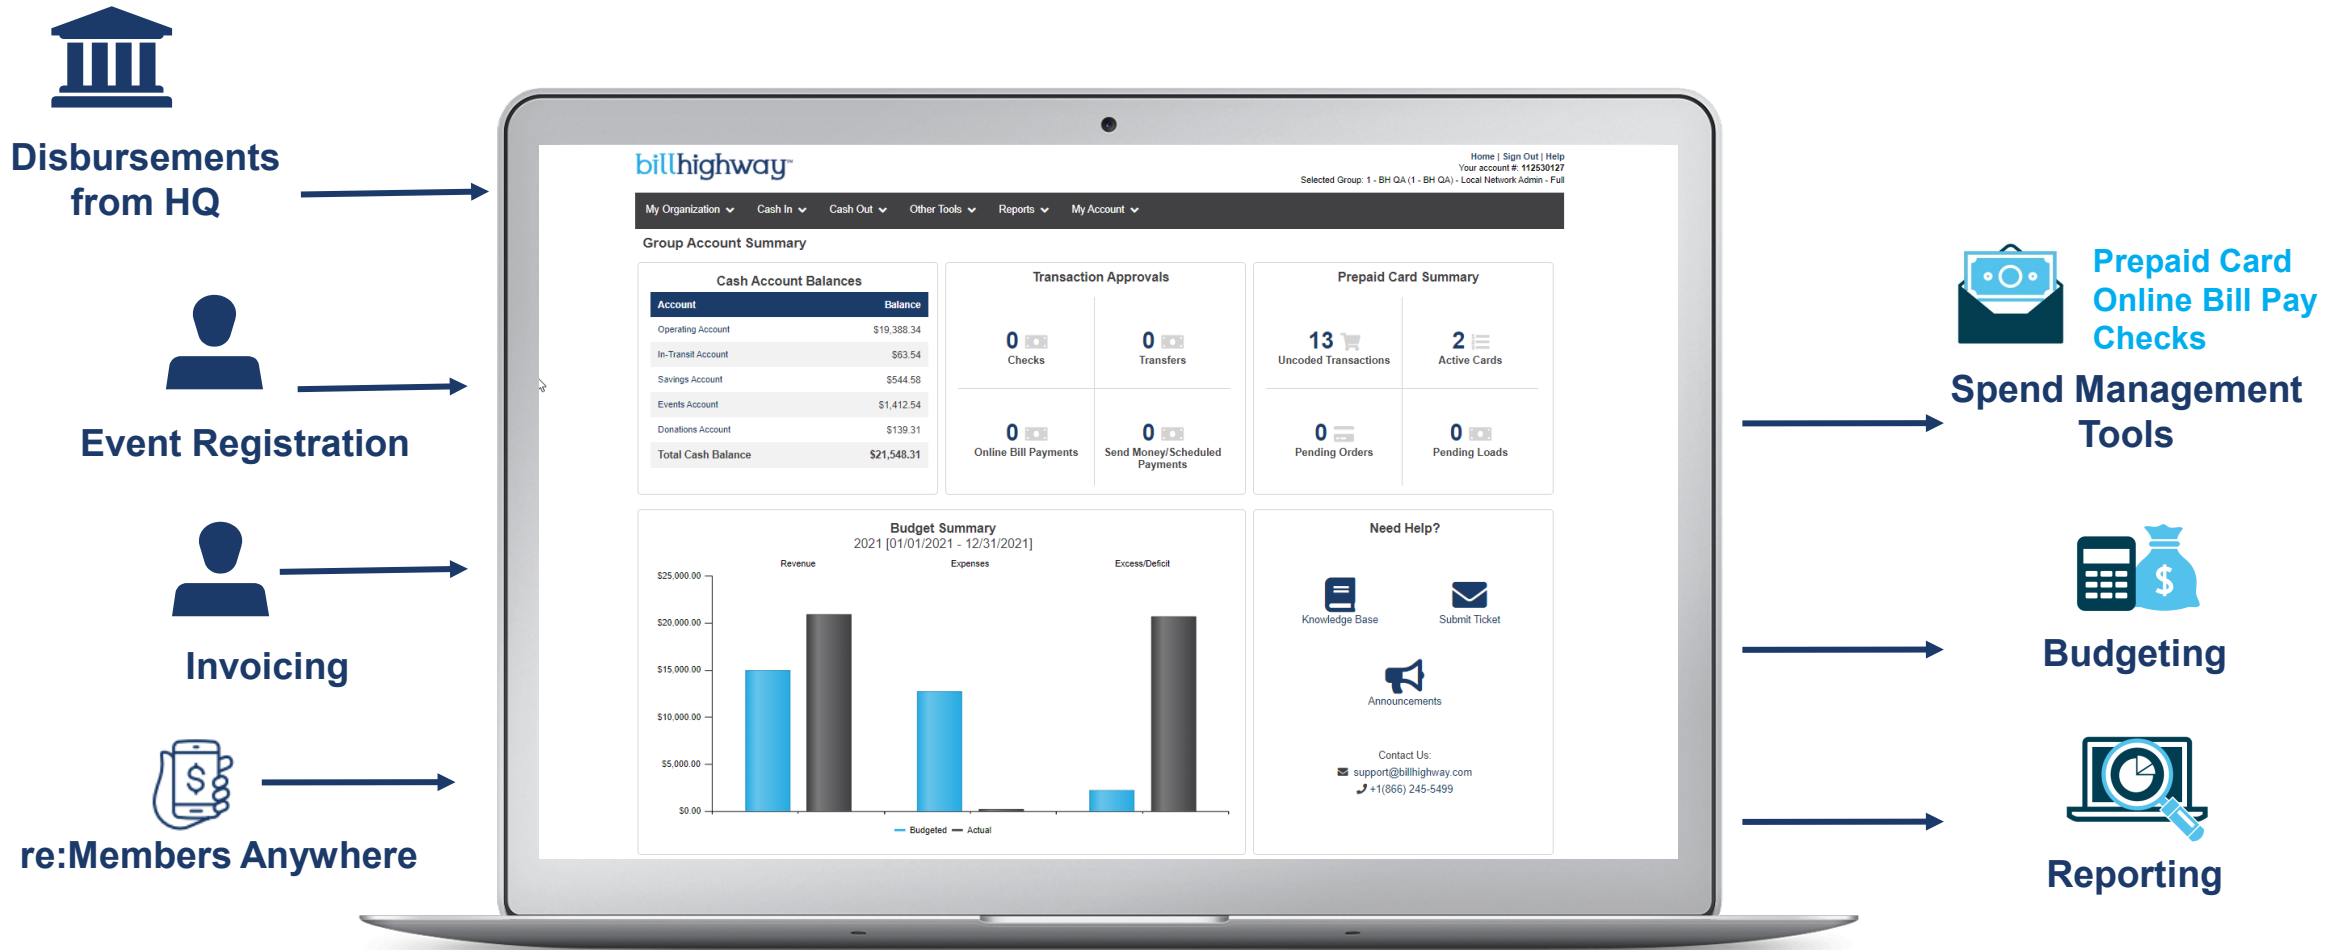 Disbursements
from HQ
Event Registration
Invoicing
re:Members Anywhere
billhighway™
Home | Sign Out | Help
Your account #: 112530127
Selected Group: 1 - BH QA (1 - BH QA) - Local Network Admin - Full
My Organization Cash In Cash Out Other Tools Reports My Account
Group Account Summary
Cash Account Balances
Account Balance
Operating Account $19,388.34
In-Transit Account $63.54
Savings Account $544.58
Events Account $1,412.54
Donations Account $139.31
Total Cash Balance $21,548.31
Transaction Approvals
0
Checks
0
Transfers
0
Online Bill Payments
0
Send Money/Scheduled
Payments
Prepaid Card Summary
13
Uncoded Transactions
2
Active Cards
0
Pending Orders
0
Pending Loads
Budget Summary
2021 [01/01/2021 - 12/31/2021]
Revenue Expenses Excess/Deficit
$25,000.00
$20,000.00
$15,000.00
$10,000.00
$5,000.00
$0.00
Budgeted Actual
Need Help?
Knowledge Base
Submit Ticket
Announcements
Contact Us:
support@billhighway.com
+1(866) 245-5499
Prepaid Card
Online Bill Pay
Checks
Spend Management
Tools
$
Budgeting
Reporting
$